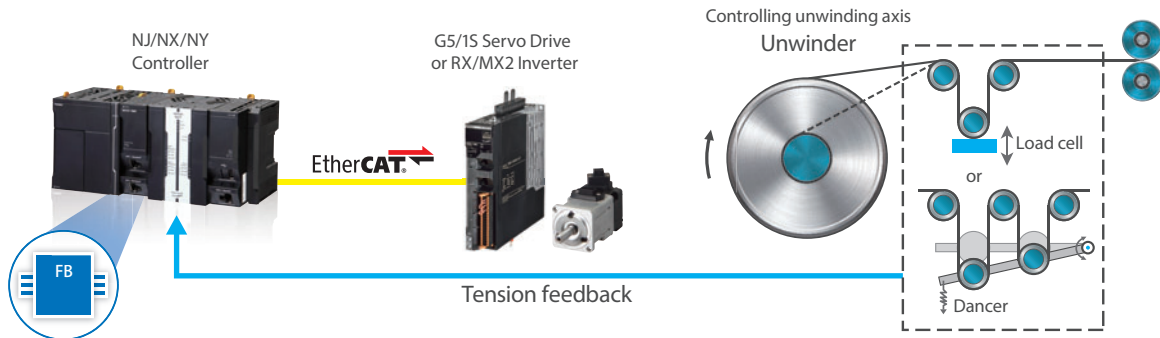 NJ/NX/NY
Controller
G5/1S Servo Drive
or RX/MX2 Inverter
EtherCAT®
Controlling unwinding axis
Unwinder
Load cell
or
Dancer
Tension feedback
FB